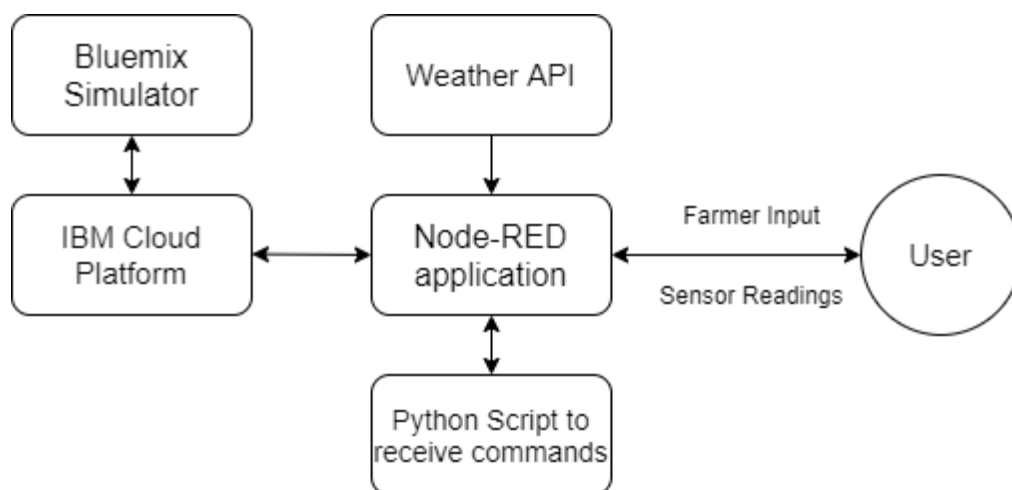 Bluemix
Simulator
Weather API
IBM Cloud
Platform
Node-RED
application
Farmer Input
Sensor Readings
User
Python Script to
receive commands